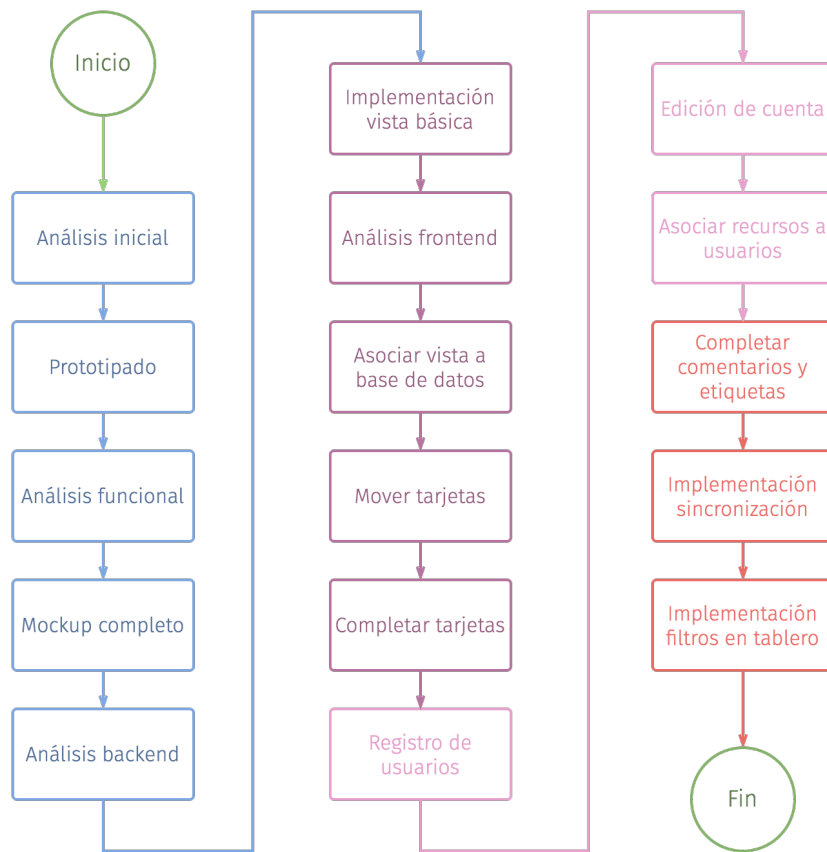 Inicio
Análisis inicial
Prototipado
Análisis funcional
Mockup completo
Análisis backend
Implementación
vista básica
Análisis frontend
Asociar vista a
base de datos
Mover tarjetas
Completar tarjetas
Registro de
usuarios
Edición de cuenta
Asociar recursos a
usuarios
Completar
comentarios y
etiquetas
Implementación
sincronización
Implementación
filtros en tablero
Fin